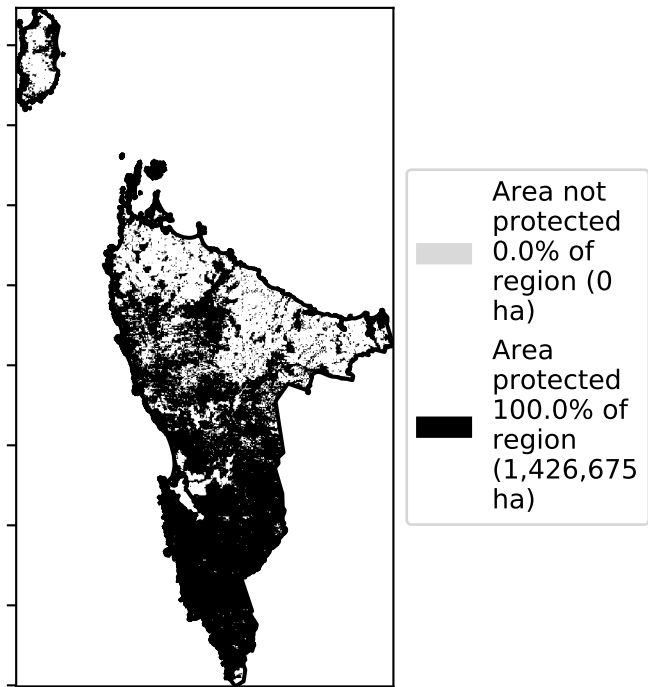 Area not
protected
0.0% of
region (0
ha)
Area
protected
100.0% of
region
(1,426,675
ha)